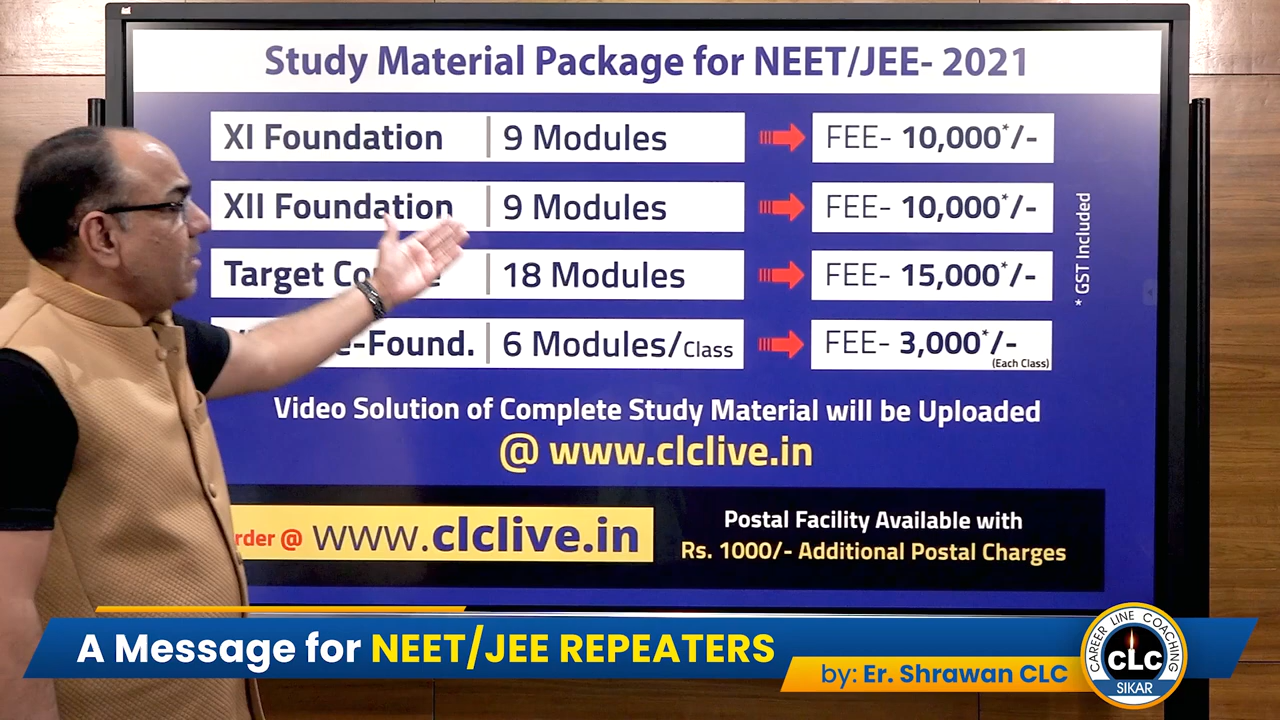 Study Material Package for NEET/JEE- 2021
XI Foundation | 9 Modules FEE- 10,000*/-
XII Foundation | 9 Modules FEE- 10,000*/-
Target | 18 Modules FEE- 15,000*/-
-Found. | 6 Modules/Class FEE- 3,000*/-
(Each Class)
* GST Included
Video Solution of Complete Study Material will be Uploaded
@ www.clclive.in
@ www.clclive.in
Postal Facility Available with
Rs. 1000/- Additional Postal Charges
A Message for NEET/JEE REPEATERS
by: Er. Shrawan CLC
CAREER LINE COACHING
CLC
SIKAR